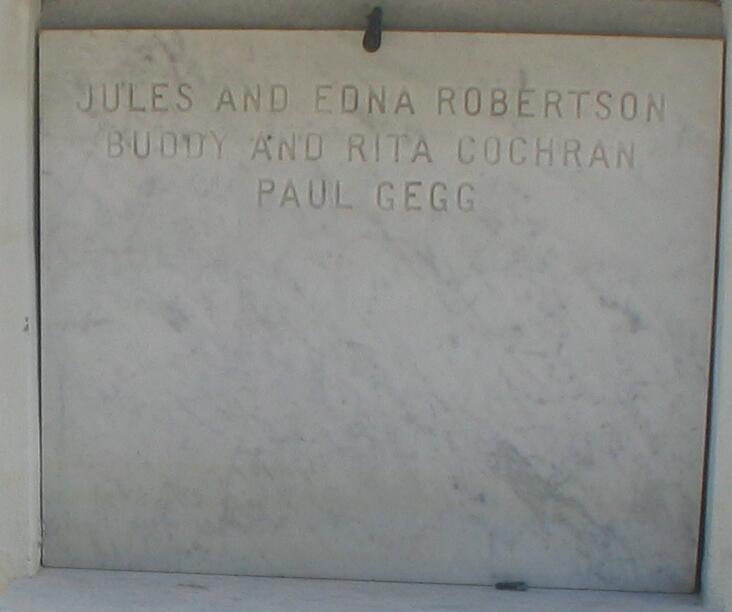 JULES AND EDNA ROBERTSON
BUDDY AND RITA COCHRAN
PAUL GEGG